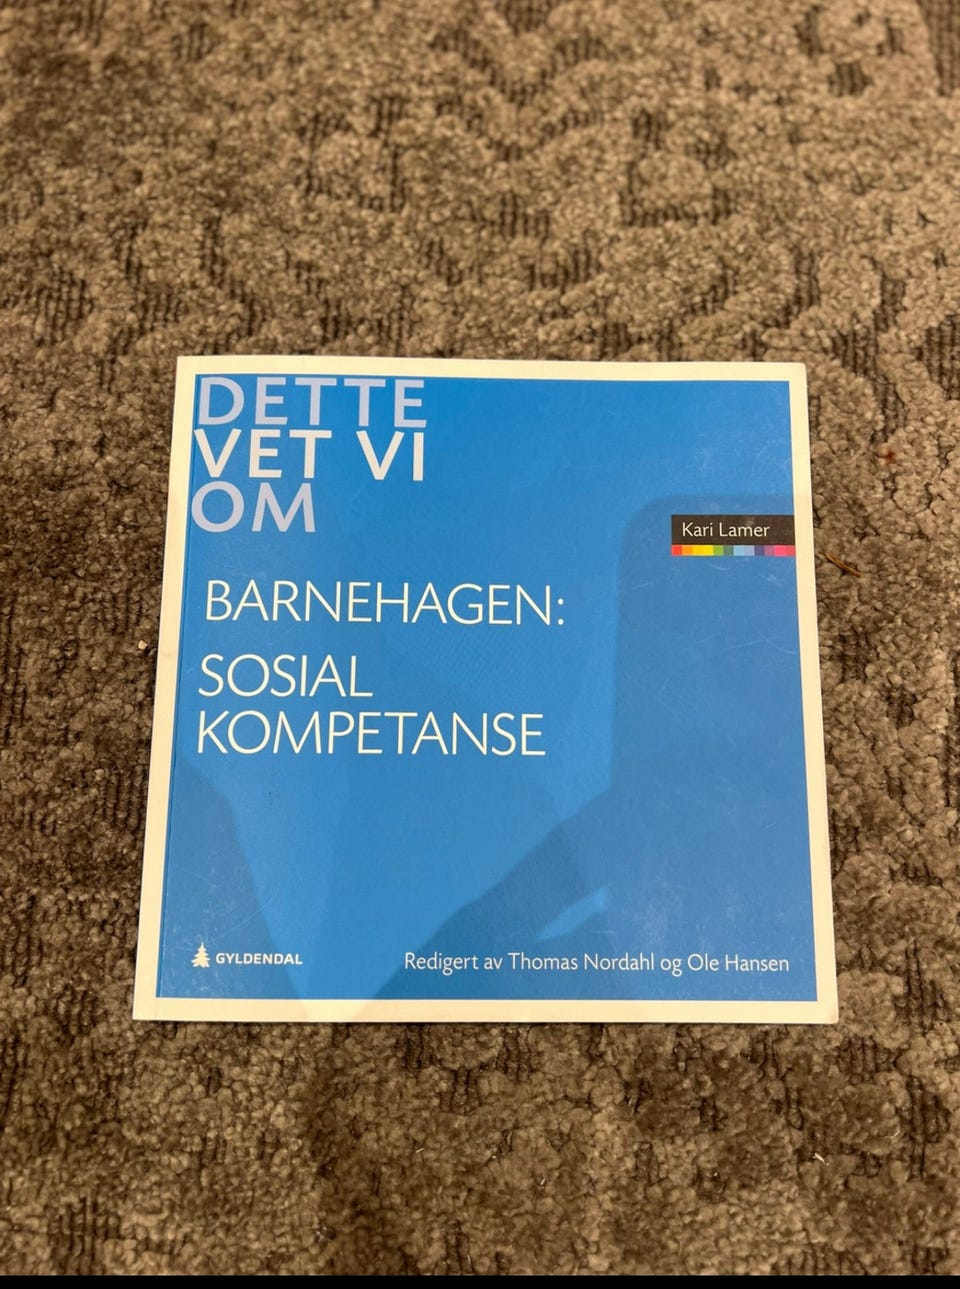 DETTE
VET VI
OM
Kari Lamer
BARNEHAGEN:
SOSIAL
KOMPETANSE
GYLDENDAL
Redigert av Thomas Nordahl og Ole Hansen